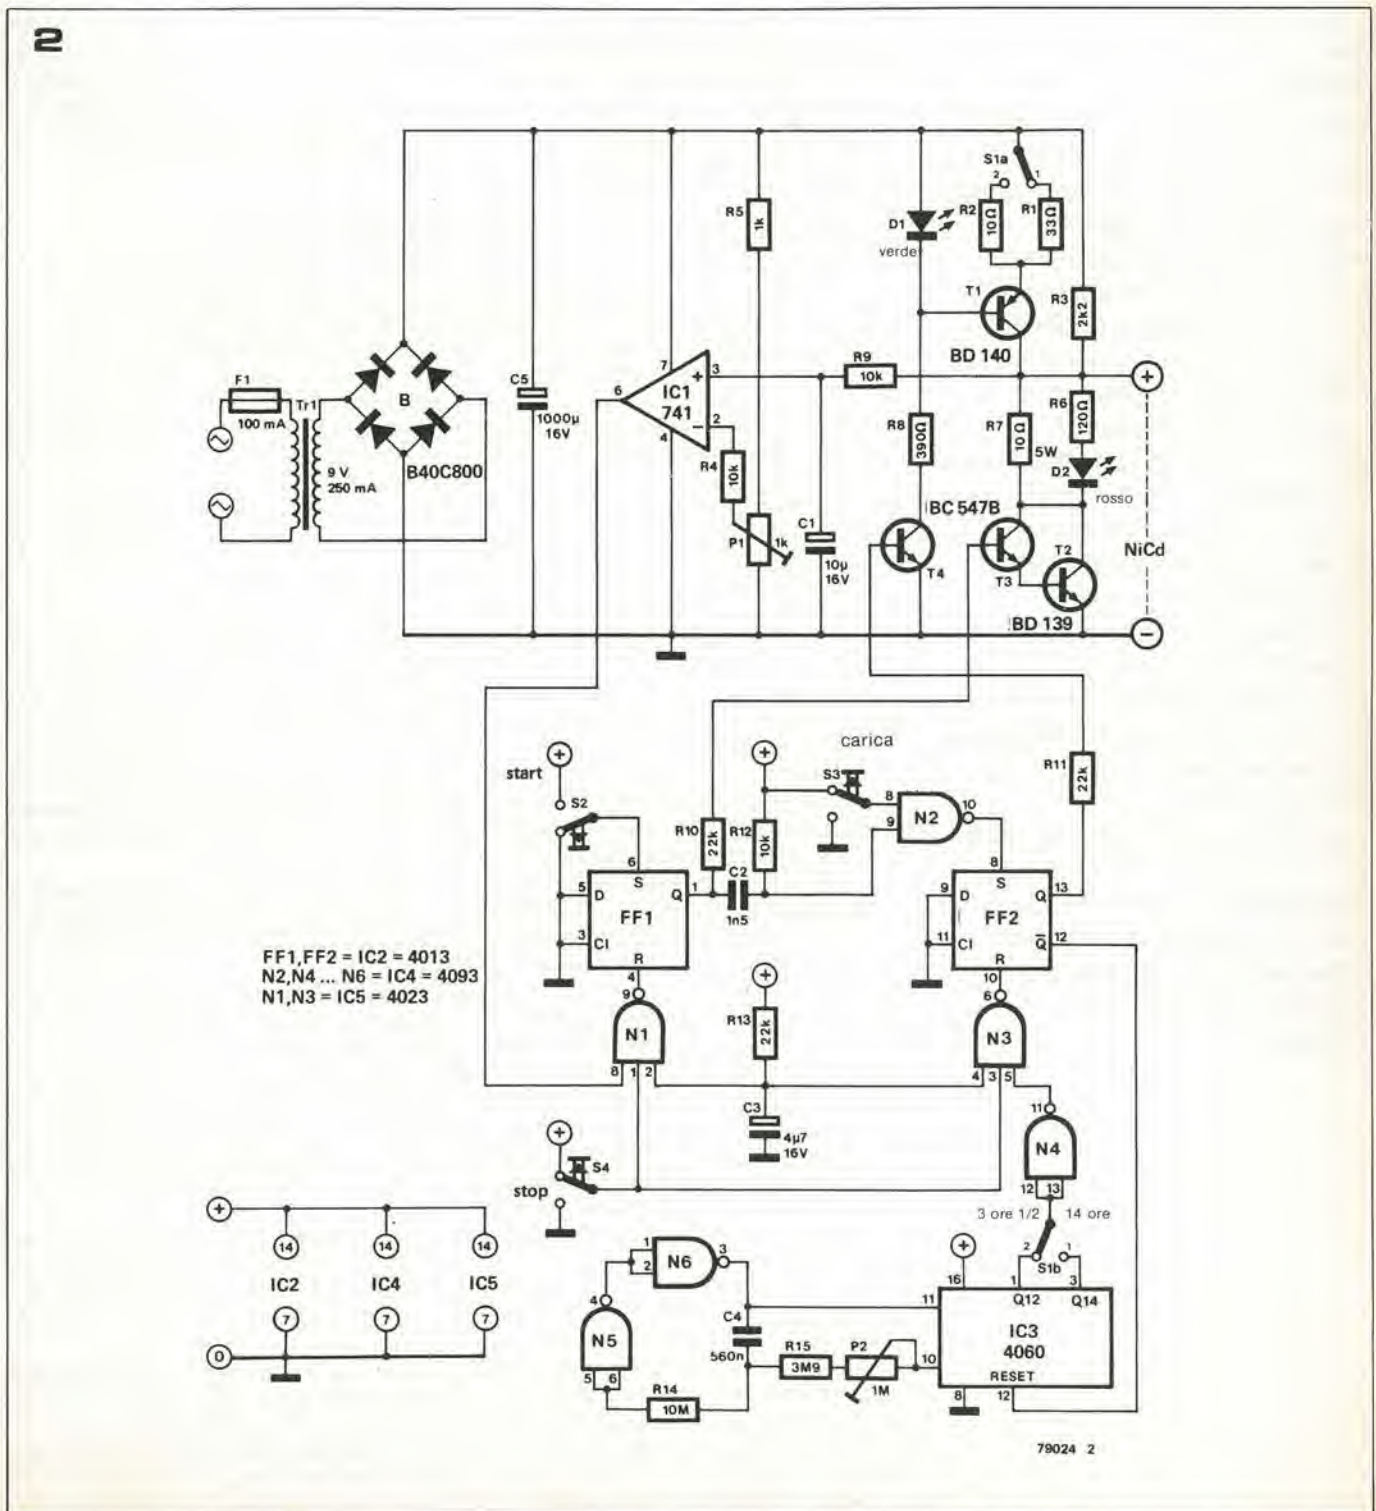 2
S1a
2
1
R5
1k
D1
verde
R2
10Ω
R1
33Ω
T1
BD 140
R3
2k2
F1
100 mA
Tr1
9 V
250 mA
B
B40C800
C5
1000µ
16V
7
6
IC1
741
4
+
3
−
2
R9
10k
R4
10k
P1
1k
C1
10µ
16V
R8
390Ω
R7
10Ω
5W
R6
120Ω
D2
rosso
+
NiCd
−
BC 547B
T4
T3
T2
BD 139
start
+
S2
R10
22k
R12
10k
+
C2
1n5
carica
S3
8
9
N2
10
R11
22k
6
S
5
D
Q
1
FF1
3
Cl
R
4
8
S
9
D
Q
13
FF2
11
Cl
Q̅
12
R
10
FF1,FF2 = IC2 = 4013
N2,N4 ... N6 = IC4 = 4093
N1,N3 = IC5 = 4023
9
N1
8
1
2
+
R13
22k
C3
4µ7
16V
6
N3
4
3
5
11
N4
12
13
stop
+
S4
3 ore 1/2
14 ore
2
1
S1b
+
14
14
14
IC2
IC4
IC5
7
7
7
0
1
2
N6
3
4
N5
5
6
C4
560n
R14
10M
R15
3M9
P2
1M
+
16
1
Q12
3
Q14
11
IC3
4060
10
RESET
8
12
79024 2